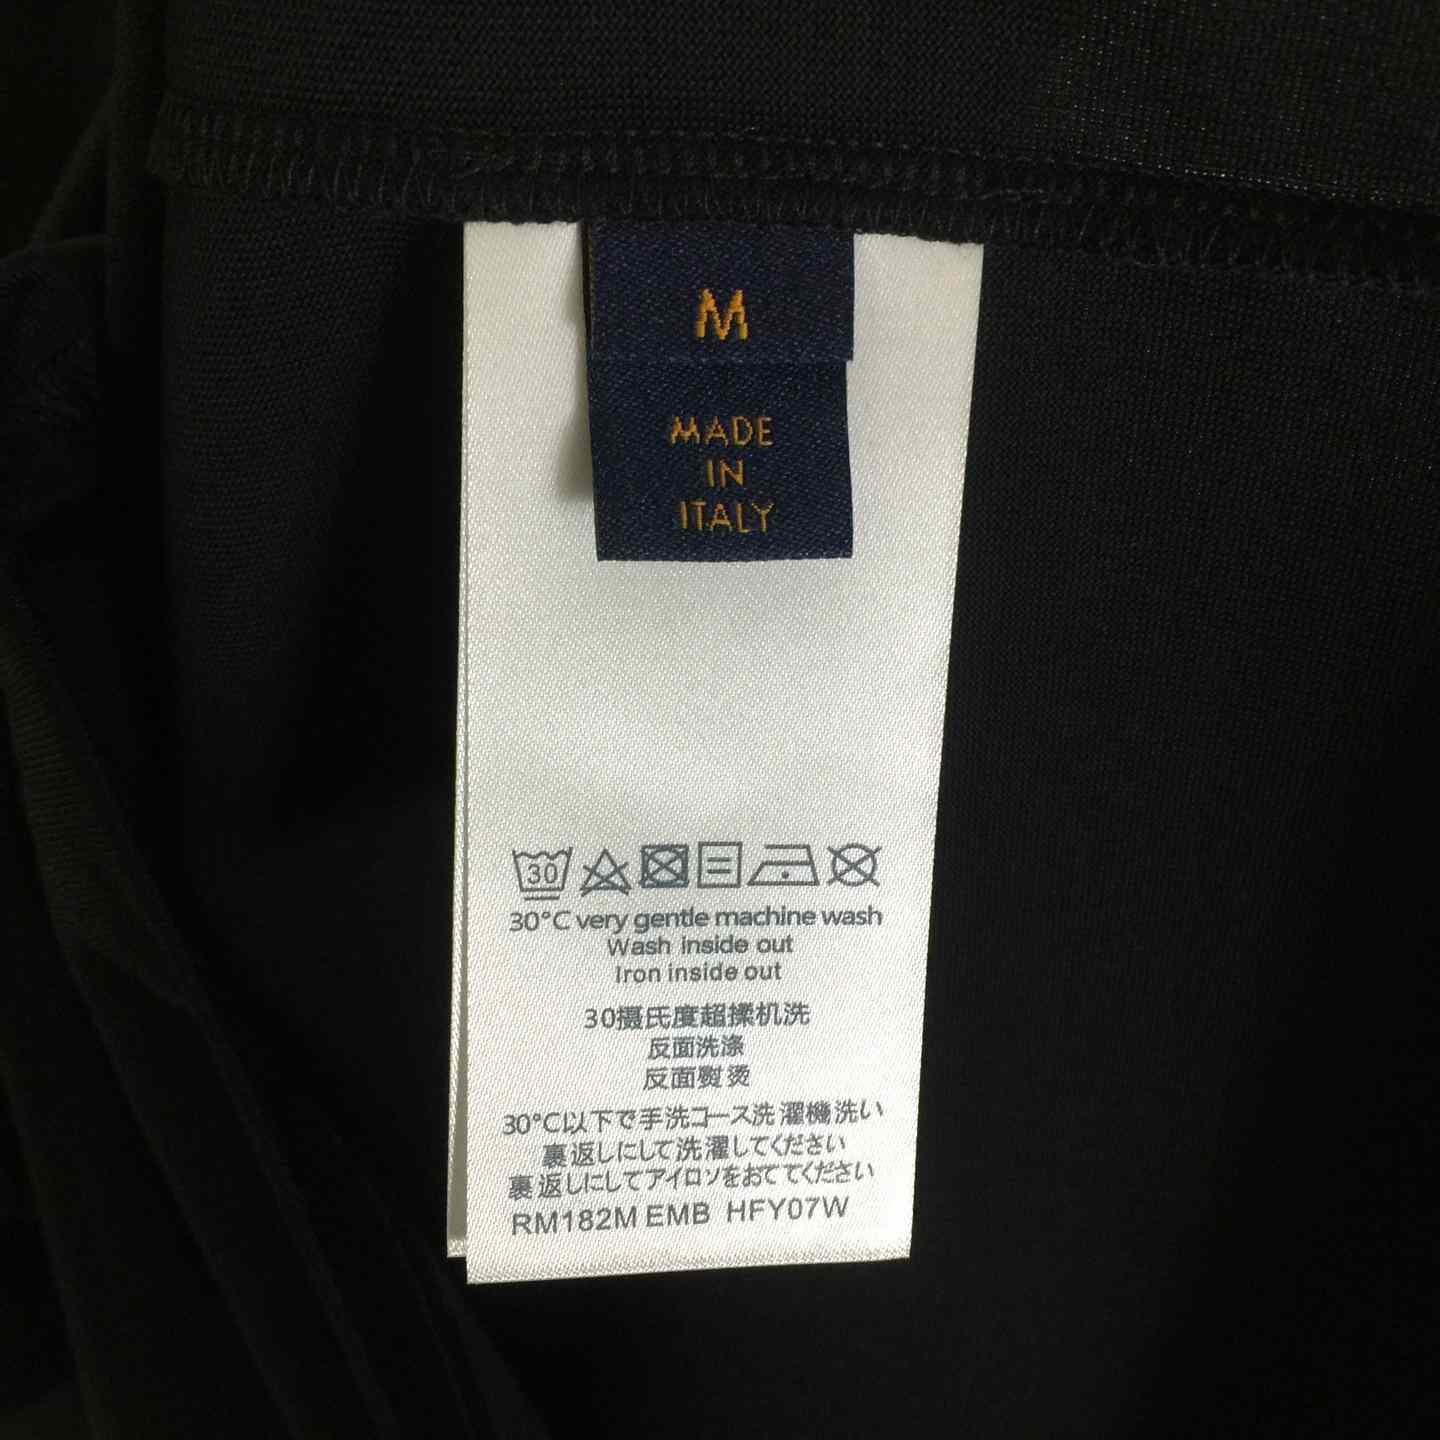 M
MADE
IN
ITALY
30
30°C very gentle machine wash
Wash inside out
Iron inside out
30摄氏度超揉机洗
反面洗涤
反面熨烫
30°C以下で手洗コース洗濯機洗い
裏返しにして洗濯してください
裏返しにしてアイロソをおててください
RM182M EMB HFY07W